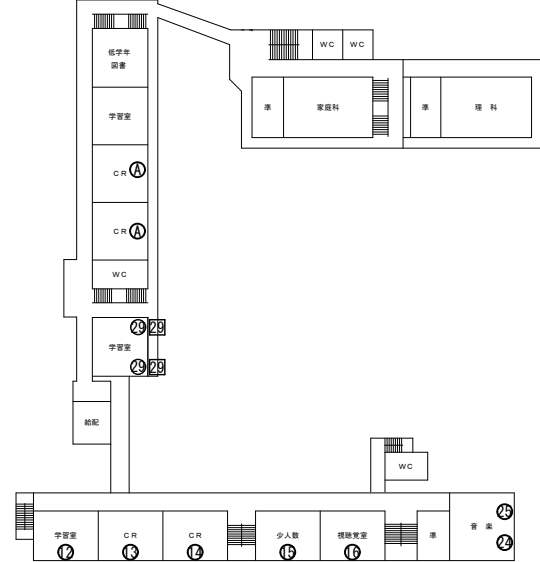 WC WC
低学年
図書
準 家庭科 準 理科
学習室
CR Ⓐ
CR Ⓐ
WC
29 29
学習室
29 29
給配
WC
25
学習室 CR CR 少人数 視聴覚室 準 音楽
12 13 14 15 16 24